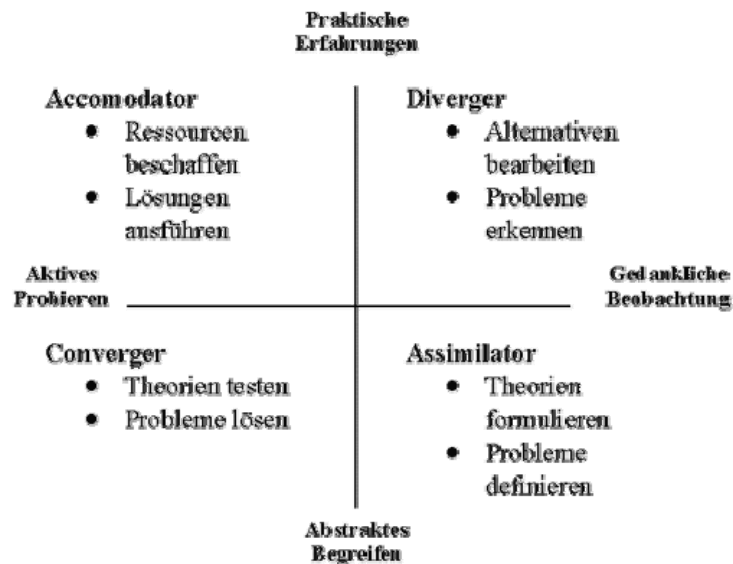 Praktische
Erfahrungen
Accomodator
• Ressourcen
beschaffen
• Lösungen
ausführen
Diverger
• Alternativen
bearbeiten
• Probleme
erkennen
Aktives
Probieren
Gedankliche
Beobachtung
Converger
• Theorien testen
• Probleme lösen
Assimilator
• Theorien
formulieren
• Probleme
definieren
Abstraktes
Begreifen